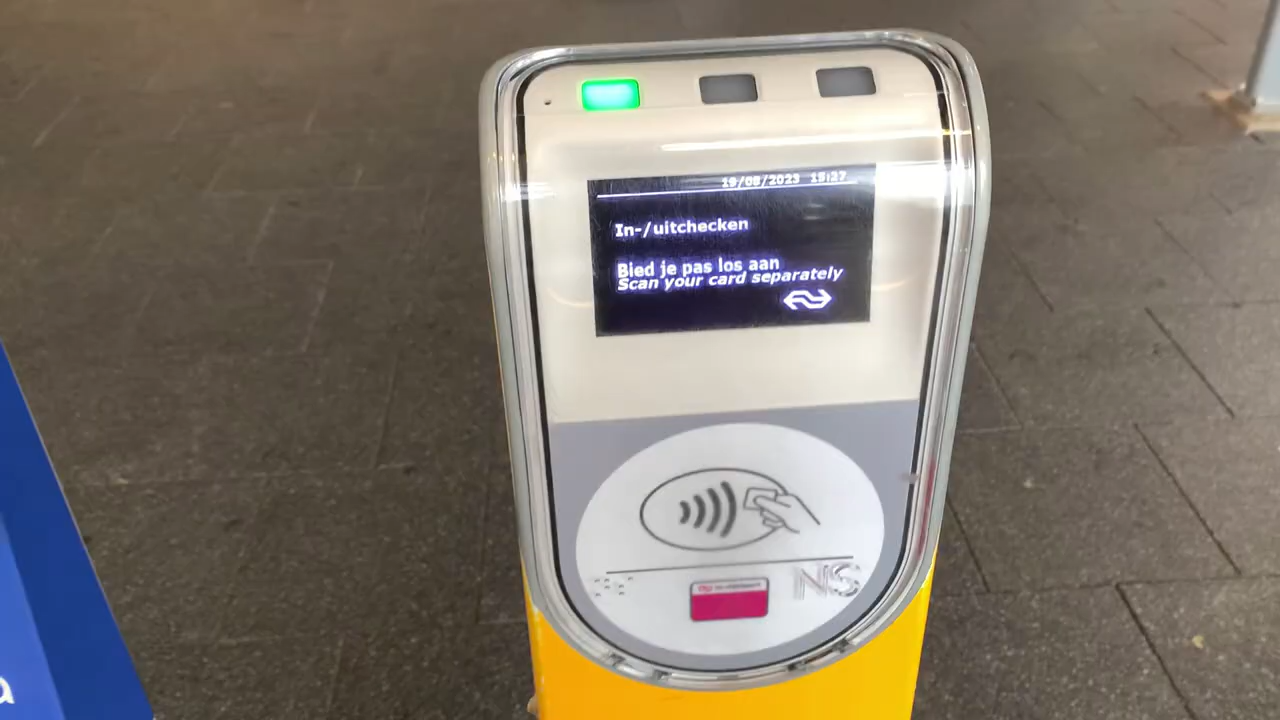 19/08/2023 15:27
In-/uitchecken
Bied je pas los aan
Scan your card separately
NS